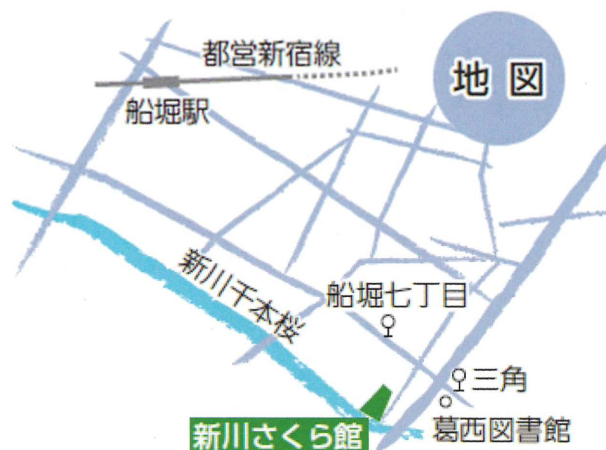 都営新宿線
地図
船堀駅
新川千本桜
船堀七丁目
三角
葛西図書館
新川さくら館